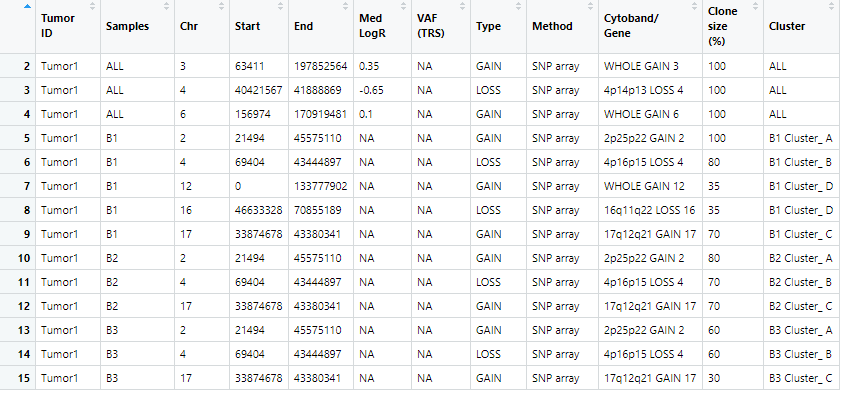 Tumor ID Samples Chr Start End Med LogR VAF (TRS) Type Method Cytoband/ Gene Clone size (%) Cluster
2 Tumor1 ALL 3 63411 197852564 0.35 NA GAIN SNP array WHOLE GAIN 3 100 ALL
3 Tumor1 ALL 4 40421567 41888869 -0.65 NA LOSS SNP array 4p14p13 LOSS 4 100 ALL
4 Tumor1 ALL 6 156974 170919481 0.1 NA GAIN SNP array WHOLE GAIN 6 100 ALL
5 Tumor1 B1 2 21494 45575110 NA NA GAIN SNP array 2p25p22 GAIN 2 100 B1 Cluster_ A
6 Tumor1 B1 4 69404 43444897 NA NA LOSS SNP array 4p16p15 LOSS 4 80 B1 Cluster_ B
7 Tumor1 B1 12 0 133777902 NA NA GAIN SNP array WHOLE GAIN 12 35 B1 Cluster_ D
8 Tumor1 B1 16 46633328 70855189 NA NA LOSS SNP array 16q11q22 LOSS 16 35 B1 Cluster_ D
9 Tumor1 B1 17 33874678 43380341 NA NA GAIN SNP array 17q12q21 GAIN 17 70 B1 Cluster_ C
10 Tumor1 B2 2 21494 45575110 NA NA GAIN SNP array 2p25p22 GAIN 2 80 B2 Cluster_ A
11 Tumor1 B2 4 69404 43444897 NA NA LOSS SNP array 4p16p15 LOSS 4 70 B2 Cluster_ B
12 Tumor1 B2 17 33874678 43380341 NA NA GAIN SNP array 17q12q21 GAIN 17 70 B2 Cluster_ C
13 Tumor1 B3 2 21494 45575110 NA NA GAIN SNP array 2p25p22 GAIN 2 60 B3 Cluster_ A
14 Tumor1 B3 4 69404 43444897 NA NA LOSS SNP array 4p16p15 LOSS 4 60 B3 Cluster_ B
15 Tumor1 B3 17 33874678 43380341 NA NA GAIN SNP array 17q12q21 GAIN 17 30 B3 Cluster_ C